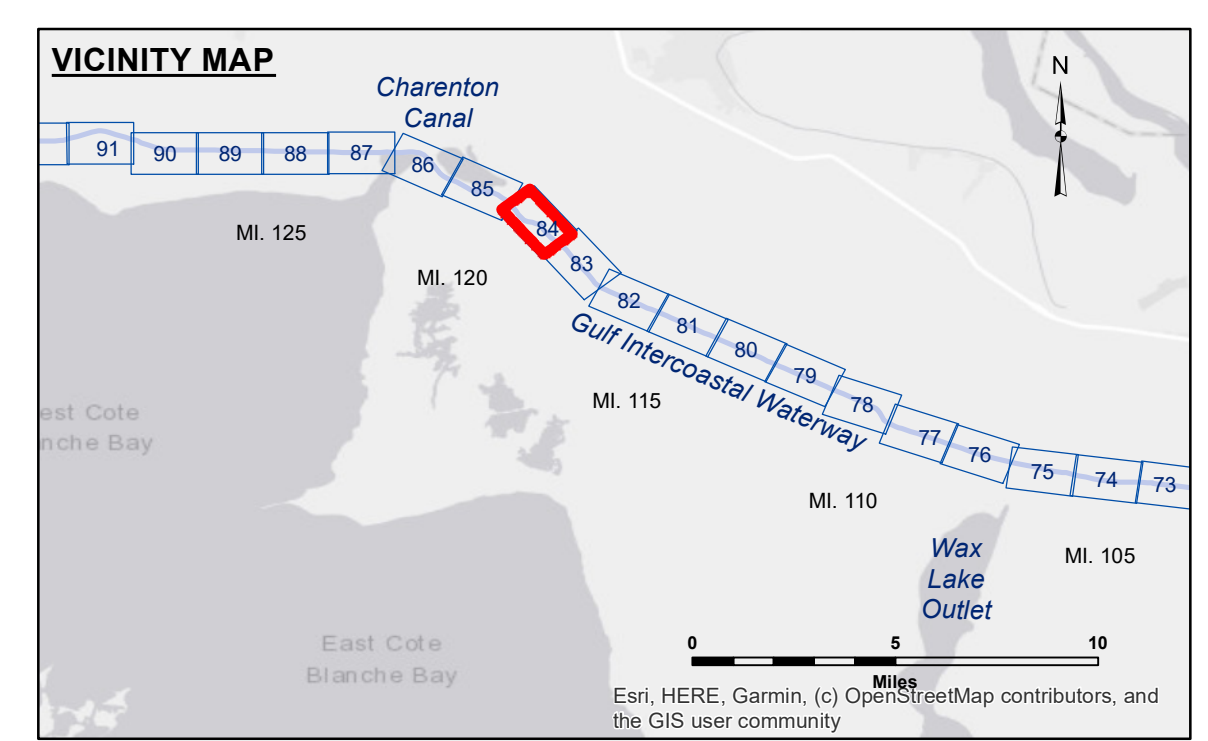 VICINITY MAP
N
Charenton
Canal
91
90
89
88
87
86
85
84
83
82
81
80
79
78
77
76
75
74
73
MI. 125
MI. 120
Gulf Intercoastal Waterway
MI. 115
est Cote
nche Bay
MI. 110
Wax
Lake
Outlet
MI. 105
East Cote
Blanche Bay
0 5 10
Miles
Esri, HERE, Garmin, (c) OpenStreetMap contributors, and
the GIS user community